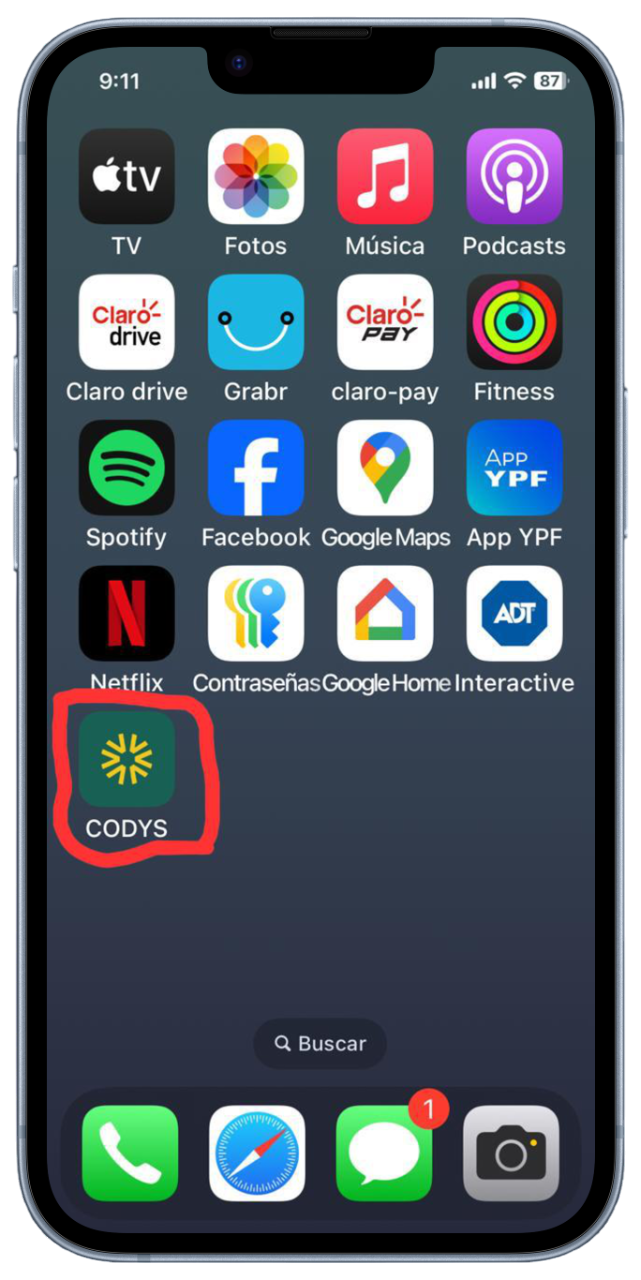 9:11
87
tv
TV
Fotos
Música
Podcasts
Claro-
drive
Claro-
PAY
Claro drive
Grabr
claro-pay
Fitness
APP
YPF
Spotify
Facebook
Google Maps
App YPF
N
ADT
Netflix
Contraseñas
Google Home
Interactive
CODYS
Buscar
1